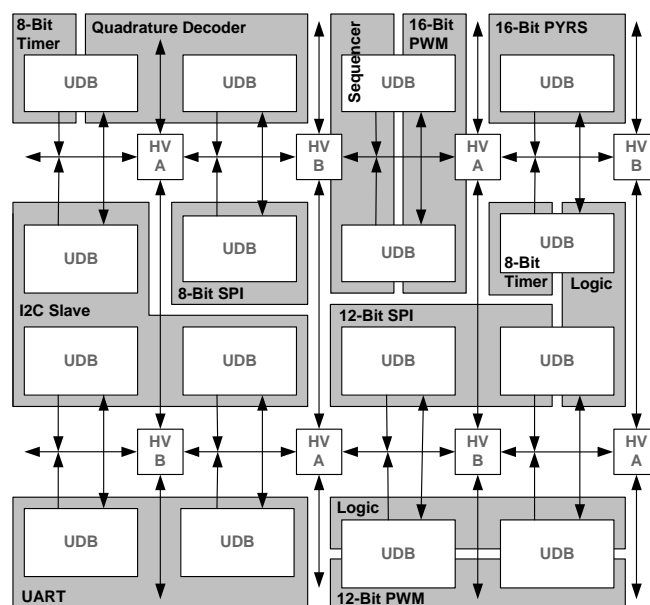 8-Bit
Timer
Quadrature Decoder
Sequencer
16-Bit
PWM
16-Bit PYRS
UDB
UDB
UDB
UDB
HV
A
HV
B
HV
A
HV
B
UDB
UDB
UDB
UDB
8-Bit SPI
8-Bit
Timer
Logic
I2C Slave
12-Bit SPI
UDB
UDB
UDB
UDB
HV
B
HV
A
HV
B
HV
A
Logic
UDB
UDB
UDB
UDB
UART
12-Bit PWM